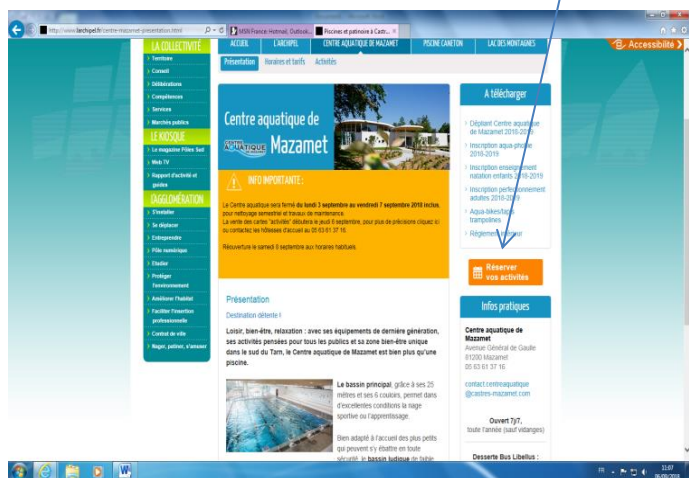 http://www.larchipel.fr/centre-mazamet-presentation.html
MSN France: Hotmail, Outlook...
Piscines et patinoire à Castr...
Accessibilité
LA COLLECTIVITÉ
Territoire
Conseil
Délibérations
Compétences
Services
Marchés publics
LE KIOSQUE
Le magazine Pôles Sud
Web TV
Rapport d'activité et
guides
L'AGGLOMÉRATION
S'installer
Se déplacer
Entreprendre
Pôle numérique
Etudier
Protéger
l'environnement
Améliorer l'habitat
Faciliter l'insertion
professionnelle
Contrat de ville
Nager, patiner, s'amuser
ACCUEIL
L'ARCHIPEL
CENTRE AQUATIQUE DE MAZAMET
PISCINE CANETON
LAC DES MONTAGNES
Présentation
Horaires et tarifs
Activités
Centre aquatique de
Mazamet
CENTRE
AQUATIQUE
INFO IMPORTANTE :
Le Centre aquatique sera fermé du lundi 3 septembre au vendredi 7 septembre 2018 inclus,
pour nettoyage semestriel et travaux de maintenance.
La vente des cartes "activités" débutera le jeudi 6 septembre, pour plus de précisions cliquez ici
ou contactez les hôtesses d'accueil au 05 63 61 37 16.
Réouverture le samedi 8 septembre aux horaires habituels.
Présentation
Destination détente !
Loisir, bien-être, relaxation : avec ses équipements de dernière génération,
ses activités pensées pour tous les publics et sa zone bien-être unique
dans le sud du Tarn, le Centre aquatique de Mazamet est bien plus qu'une
piscine.
Le bassin principal, grâce à ses 25
mètres et ses 6 couloirs, permet dans
d'excellentes conditions la nage
sportive ou l'apprentissage.
Bien adapté à l'accueil des plus petits
qui peuvent s'y ébattre en toute
sécurité, le bassin ludique de faible
A télécharger
Dépliant Centre aquatique
de Mazamet 2018-2019
Inscription aqua-phobie
2018-2019
Inscription enseignement
natation enfants 2018-2019
Inscription perfectionnement
adultes 2018-2019
Aqua-bikes/tapis
trampolines
Règlement intérieur
Réserver
vos activités
Infos pratiques
Centre aquatique de
Mazamet
Avenue Général de Gaulle
81200 Mazamet
05 63 61 37 16
contact.centreaquatique
@castres-mazamet.com
Ouvert 7j/7,
toute l'année (sauf vidanges)
Desserte Bus Libellus :
FR
11:07
06/09/2018